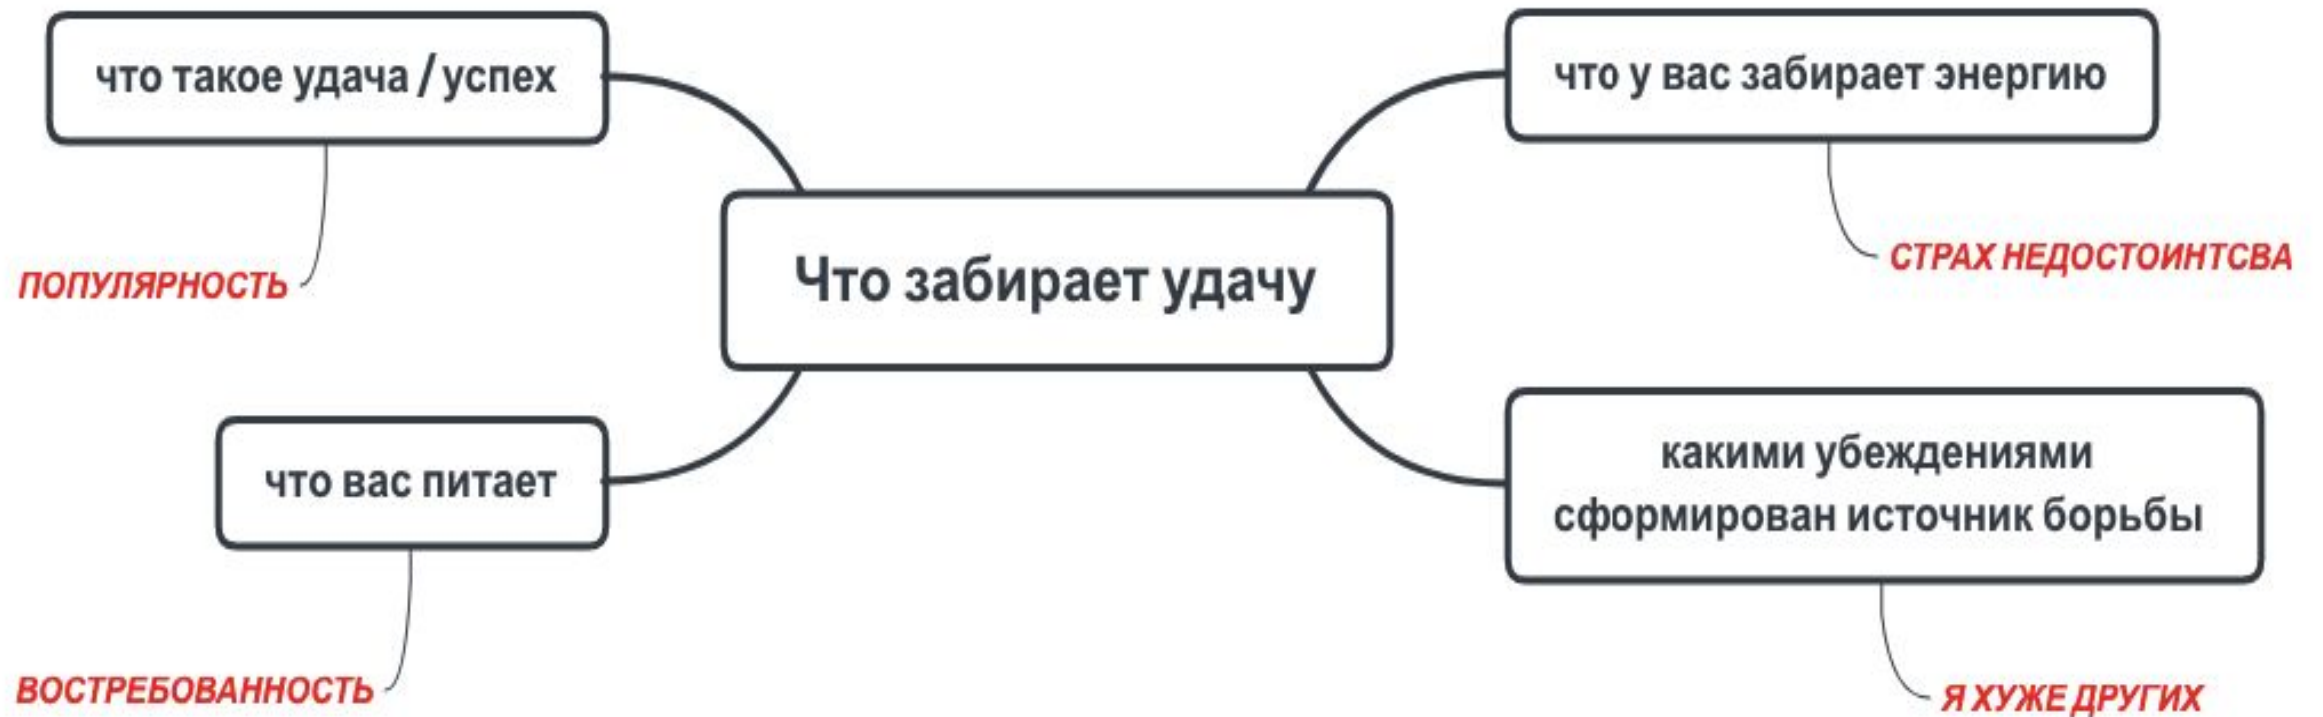 что такое удача / успех
что у вас забирает энергию
Что забирает удачу
СТРАХ НЕДОСТОИНТСВА
ПОПУЛЯРНОСТЬ
что вас питает
какими убеждениями
сформирован источник борьбы
ВОСТРЕБОВАННОСТЬ
Я ХУЖЕ ДРУГИХ